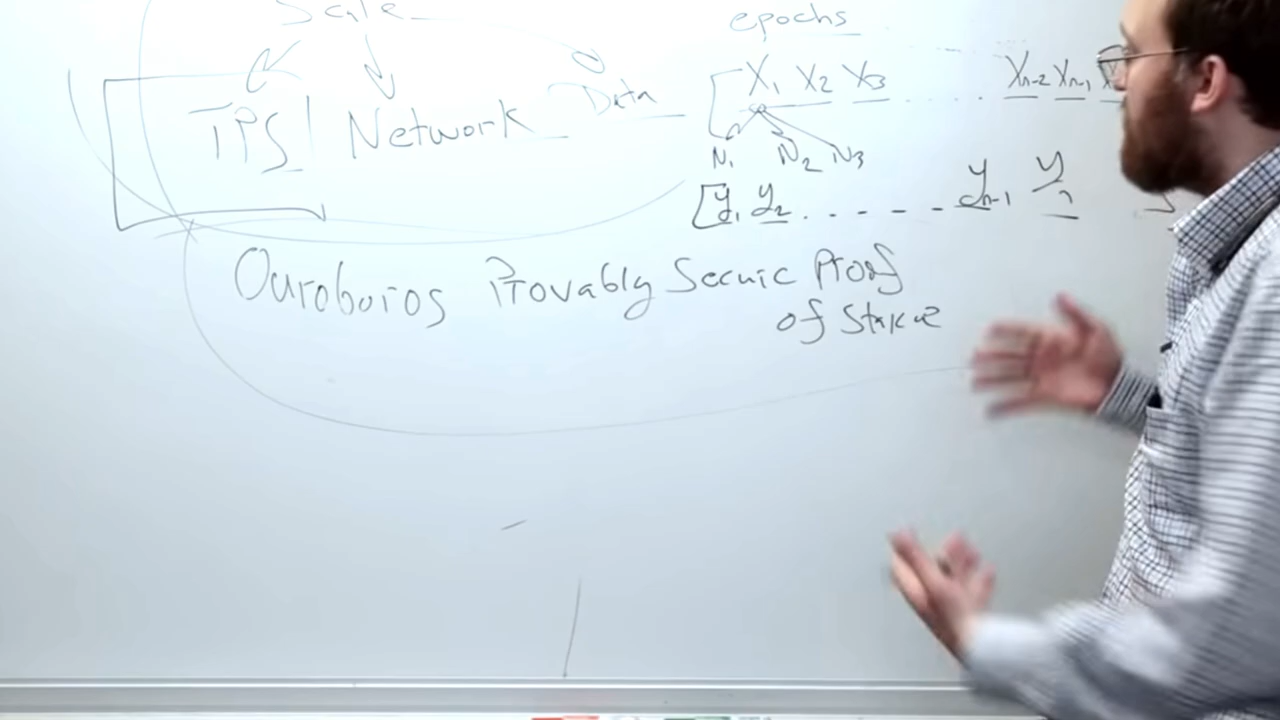 Scale
TPS Network Data
Ouroboros Provably Secure Proof
of Stake
epochs
X1 X2 X3 ..... Xn-2 Xn-1
N1 N2 N3
y1 y2 . . - - - yn-1 yn